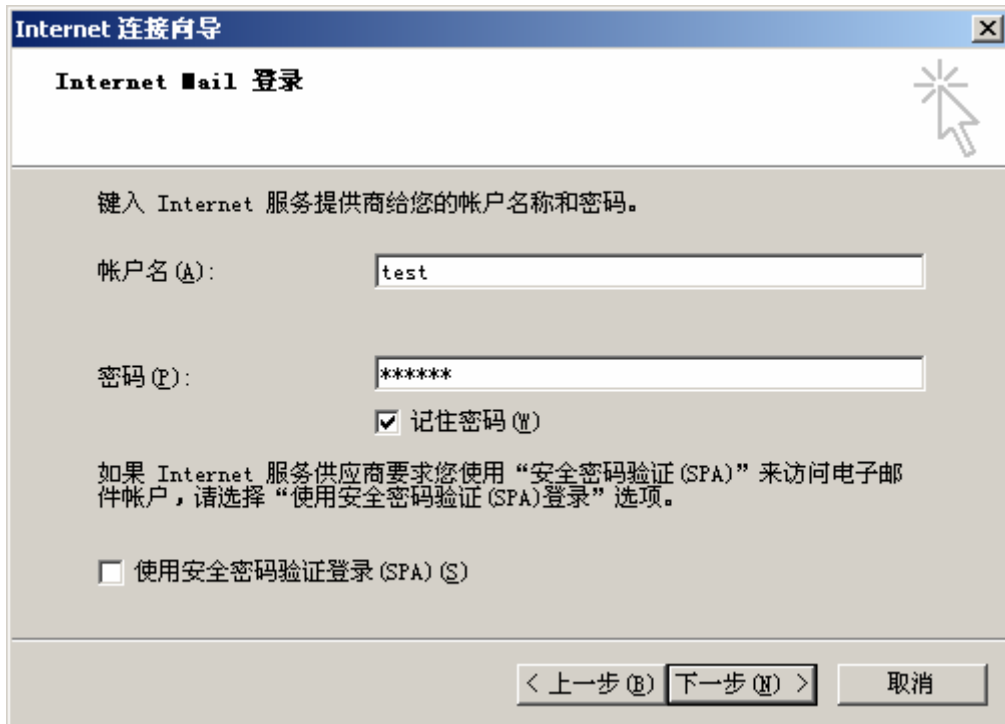 Internet 连接向导
Internet Mail 登录
键入 Internet 服务提供商给您的帐户名称和密码。
帐户名(A):
test
密码(P):
******
记住密码(W)
如果 Internet 服务供应商要求您使用“安全密码验证(SPA)”来访问电子邮
件帐户，请选择“使用安全密码验证(SPA)登录”选项。
使用安全密码验证登录(SPA)(S)
< 上一步(B) 下一步(N) > 取消